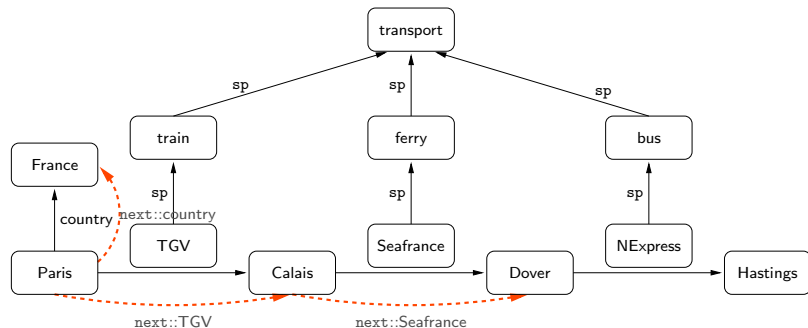 transport
sp
sp
sp
train
ferry
bus
France
sp
sp
sp
country
next::country
TGV
Seafrance
NExpress
Paris
Calais
Dover
Hastings
next::TGV
next::Seafrance